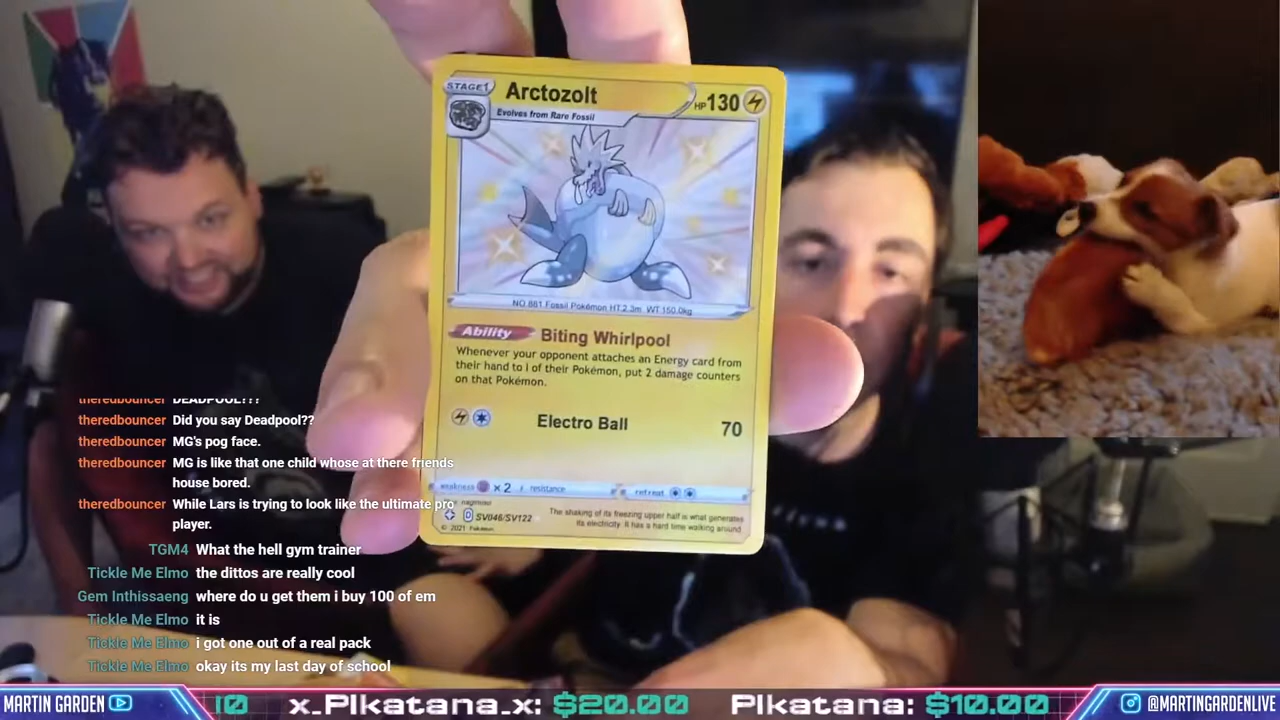 STAGE1
Arctozolt
HP130
Evolves from Rare Fossil
NO.881 Fossil Pokémon HT 2.3m WT 150.0kg
Ability Biting Whirlpool
Whenever your opponent attaches an Energy card from
their hand to 1 of their Pokémon, put 2 damage counters
on that Pokémon.
Electro Ball 70
weakness ×2 resistance retreat
D SV046/SV122
© 2021 Pokémon
The shaking of its freezing upper half is what generates
its electricity. It has a hard time walking around
theredbouncer DEADPOOL???
theredbouncer Did you say Deadpool??
theredbouncer MG's pog face.
theredbouncer MG is like that one child whose at there friends
house bored.
theredbouncer While Lars is trying to look like the ultimate pro
player.
TGM4 What the hell gym trainer
Tickle Me Elmo the dittos are really cool
Gem Inthissaeng where do u get them i buy 100 of em
Tickle Me Elmo it is
Tickle Me Elmo i got one out of a real pack
Tickle Me Elmo okay its my last day of school
MARTIN GARDEN
x_PIkatana_x: $20.00 PIkatana: $10.00
@MARTINGARDENLIVE